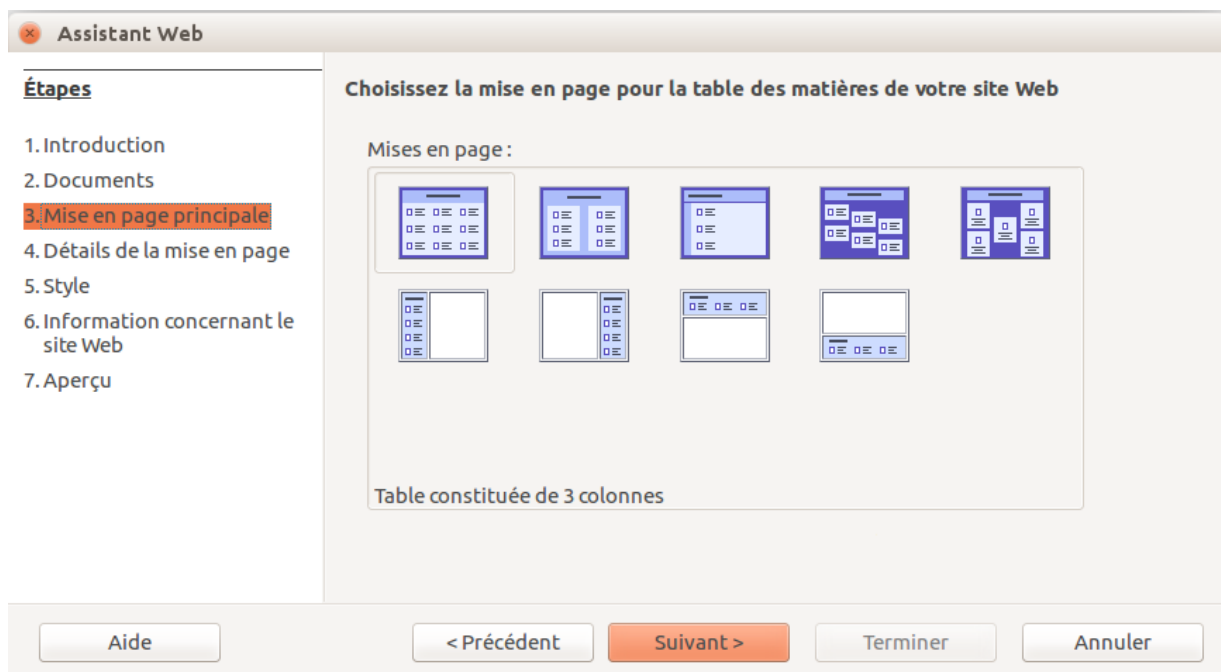 Assistant Web
Étapes
1. Introduction
2. Documents
3. Mise en page principale
4. Détails de la mise en page
5. Style
6. Information concernant le
site Web
7. Aperçu
Choisissez la mise en page pour la table des matières de votre site Web
Mises en page :
Table constituée de 3 colonnes
Aide
< Précédent
Suivant >
Terminer
Annuler